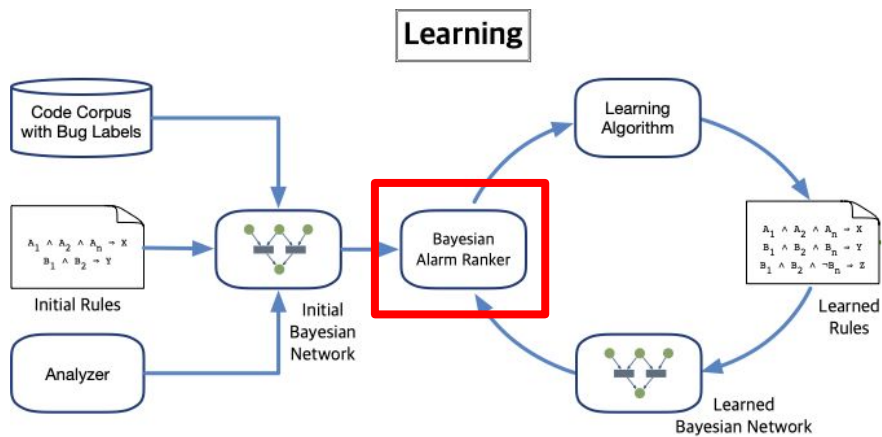 Learning
Code Corpus
with Bug Labels
A₁ ∧ A₂ ∧ Aₙ → X
B₁ ∧ B₂ → Y
Initial Rules
Analyzer
Initial
Bayesian
Network
Bayesian
Alarm Ranker
Learning
Algorithm
A₁ ∧ A₂ ∧ Aₙ → X
B₁ ∧ B₂ ∧ Bₙ → Y
B₁ ∧ B₂ ∧ ¬Bₙ → Z
Learned
Rules
Learned
Bayesian Network